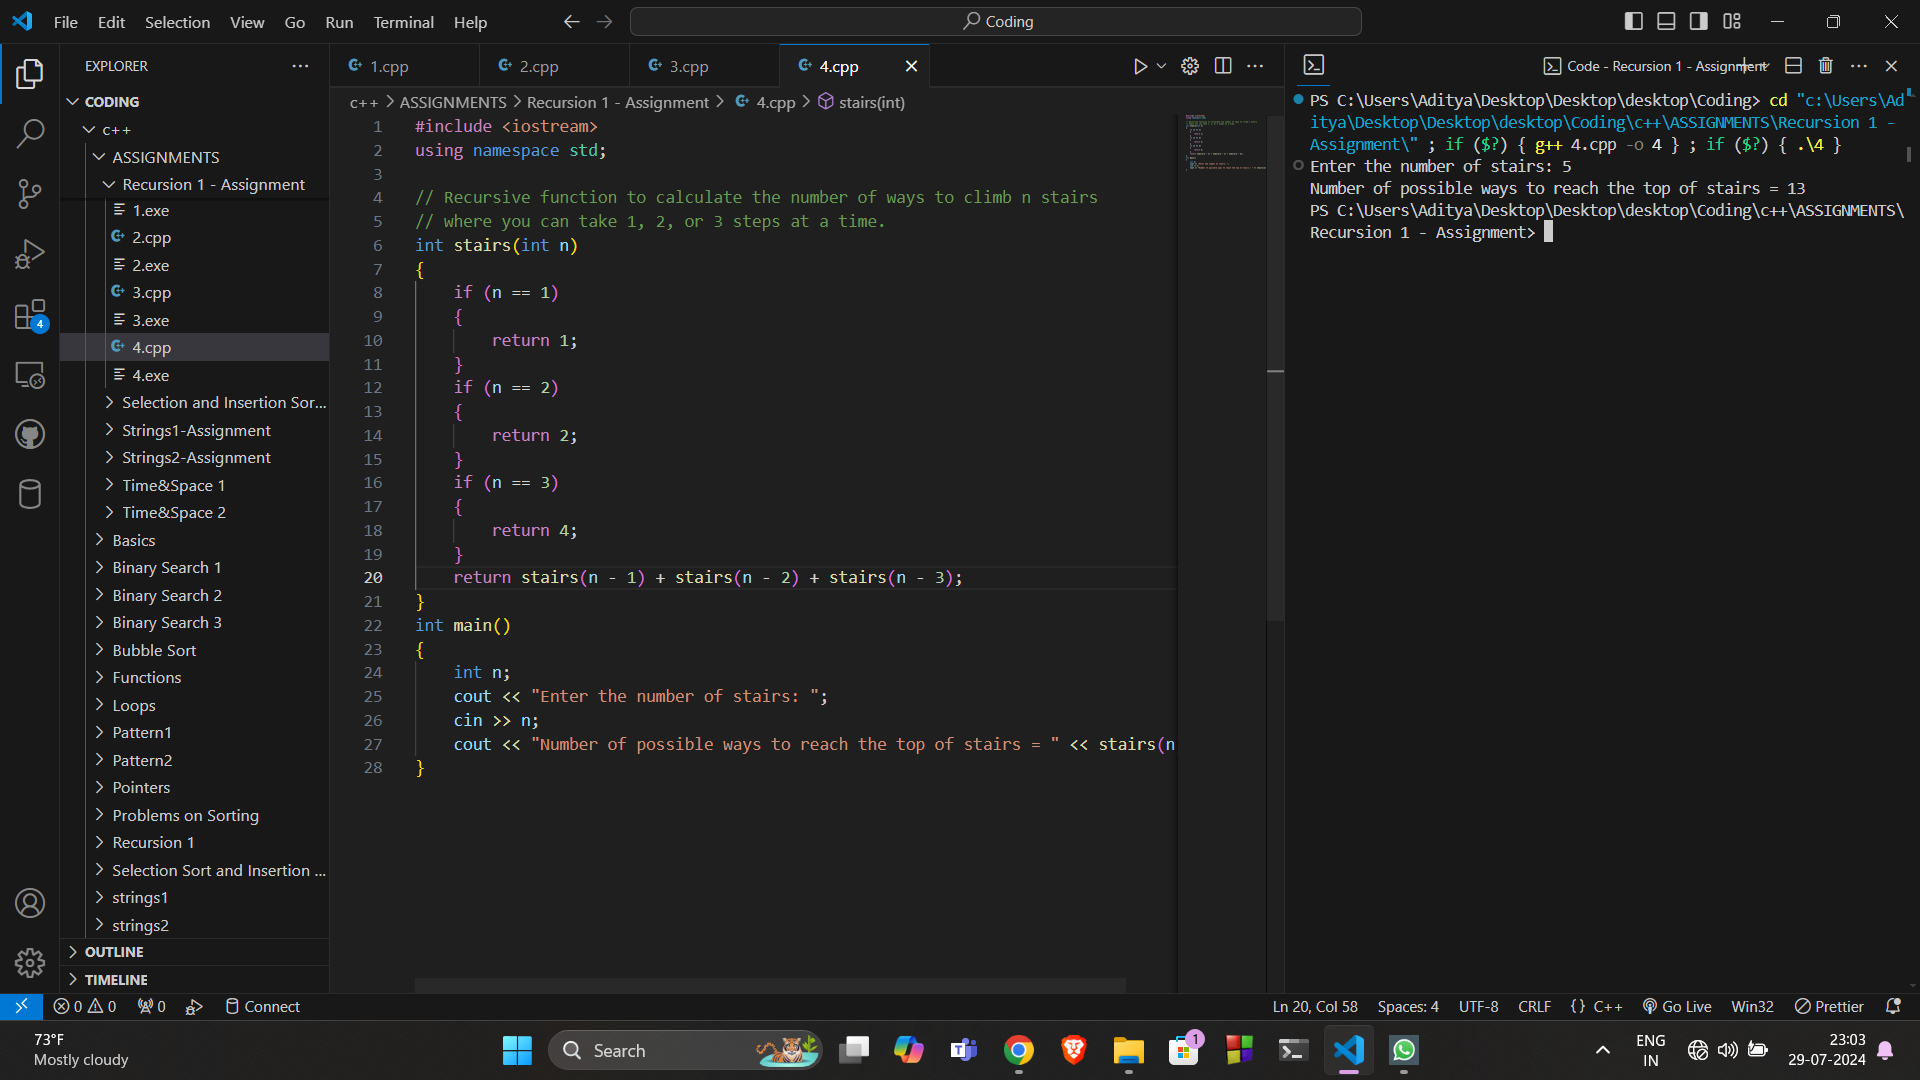 File Edit Selection View Go Run Terminal Help
Coding
EXPLORER
CODING
c++
ASSIGNMENTS
Recursion 1 - Assignment
1.exe
2.cpp
2.exe
3.cpp
3.exe
4.cpp
4.exe
Selection and Insertion Sor...
Strings1-Assignment
Strings2-Assignment
Time&Space 1
Time&Space 2
Basics
Binary Search 1
Binary Search 2
Binary Search 3
Bubble Sort
Functions
Loops
Pattern1
Pattern2
Pointers
Problems on Sorting
Recursion 1
Selection Sort and Insertion ...
strings1
strings2
OUTLINE
TIMELINE
4
1.cpp 2.cpp 3.cpp 4.cpp
c++ > ASSIGNMENTS > Recursion 1 - Assignment > 4.cpp > stairs(int)
1 #include <iostream>
2 using namespace std;
3
4 // Recursive function to calculate the number of ways to climb n stairs
5 // where you can take 1, 2, or 3 steps at a time.
6 int stairs(int n)
7 {
8 if (n == 1)
9 {
10 return 1;
11 }
12 if (n == 2)
13 {
14 return 2;
15 }
16 if (n == 3)
17 {
18 return 4;
19 }
20 return stairs(n - 1) + stairs(n - 2) + stairs(n - 3);
21 }
22 int main()
23 {
24 int n;
25 cout << "Enter the number of stairs: ";
26 cin >> n;
27 cout << "Number of possible ways to reach the top of stairs = " << stairs(n
28 }
Code - Recursion 1 - Assignment
PS C:\Users\Aditya\Desktop\Desktop\desktop\Coding> cd "c:\Users\Ad
itya\Desktop\Desktop\desktop\Coding\c++\ASSIGNMENTS\Recursion 1 -
Assignment\" ; if ($?) { g++ 4.cpp -o 4 } ; if ($?) { .\4 }
Enter the number of stairs: 5
Number of possible ways to reach the top of stairs = 13
PS C:\Users\Aditya\Desktop\Desktop\desktop\Coding\c++\ASSIGNMENTS\
Recursion 1 - Assignment>
0 0 0 Connect
Ln 20, Col 58 Spaces: 4 UTF-8 CRLF {} C++ Go Live Win32 Prettier
73°F
Mostly cloudy
Search
1
ENG
IN
23:03
29-07-2024